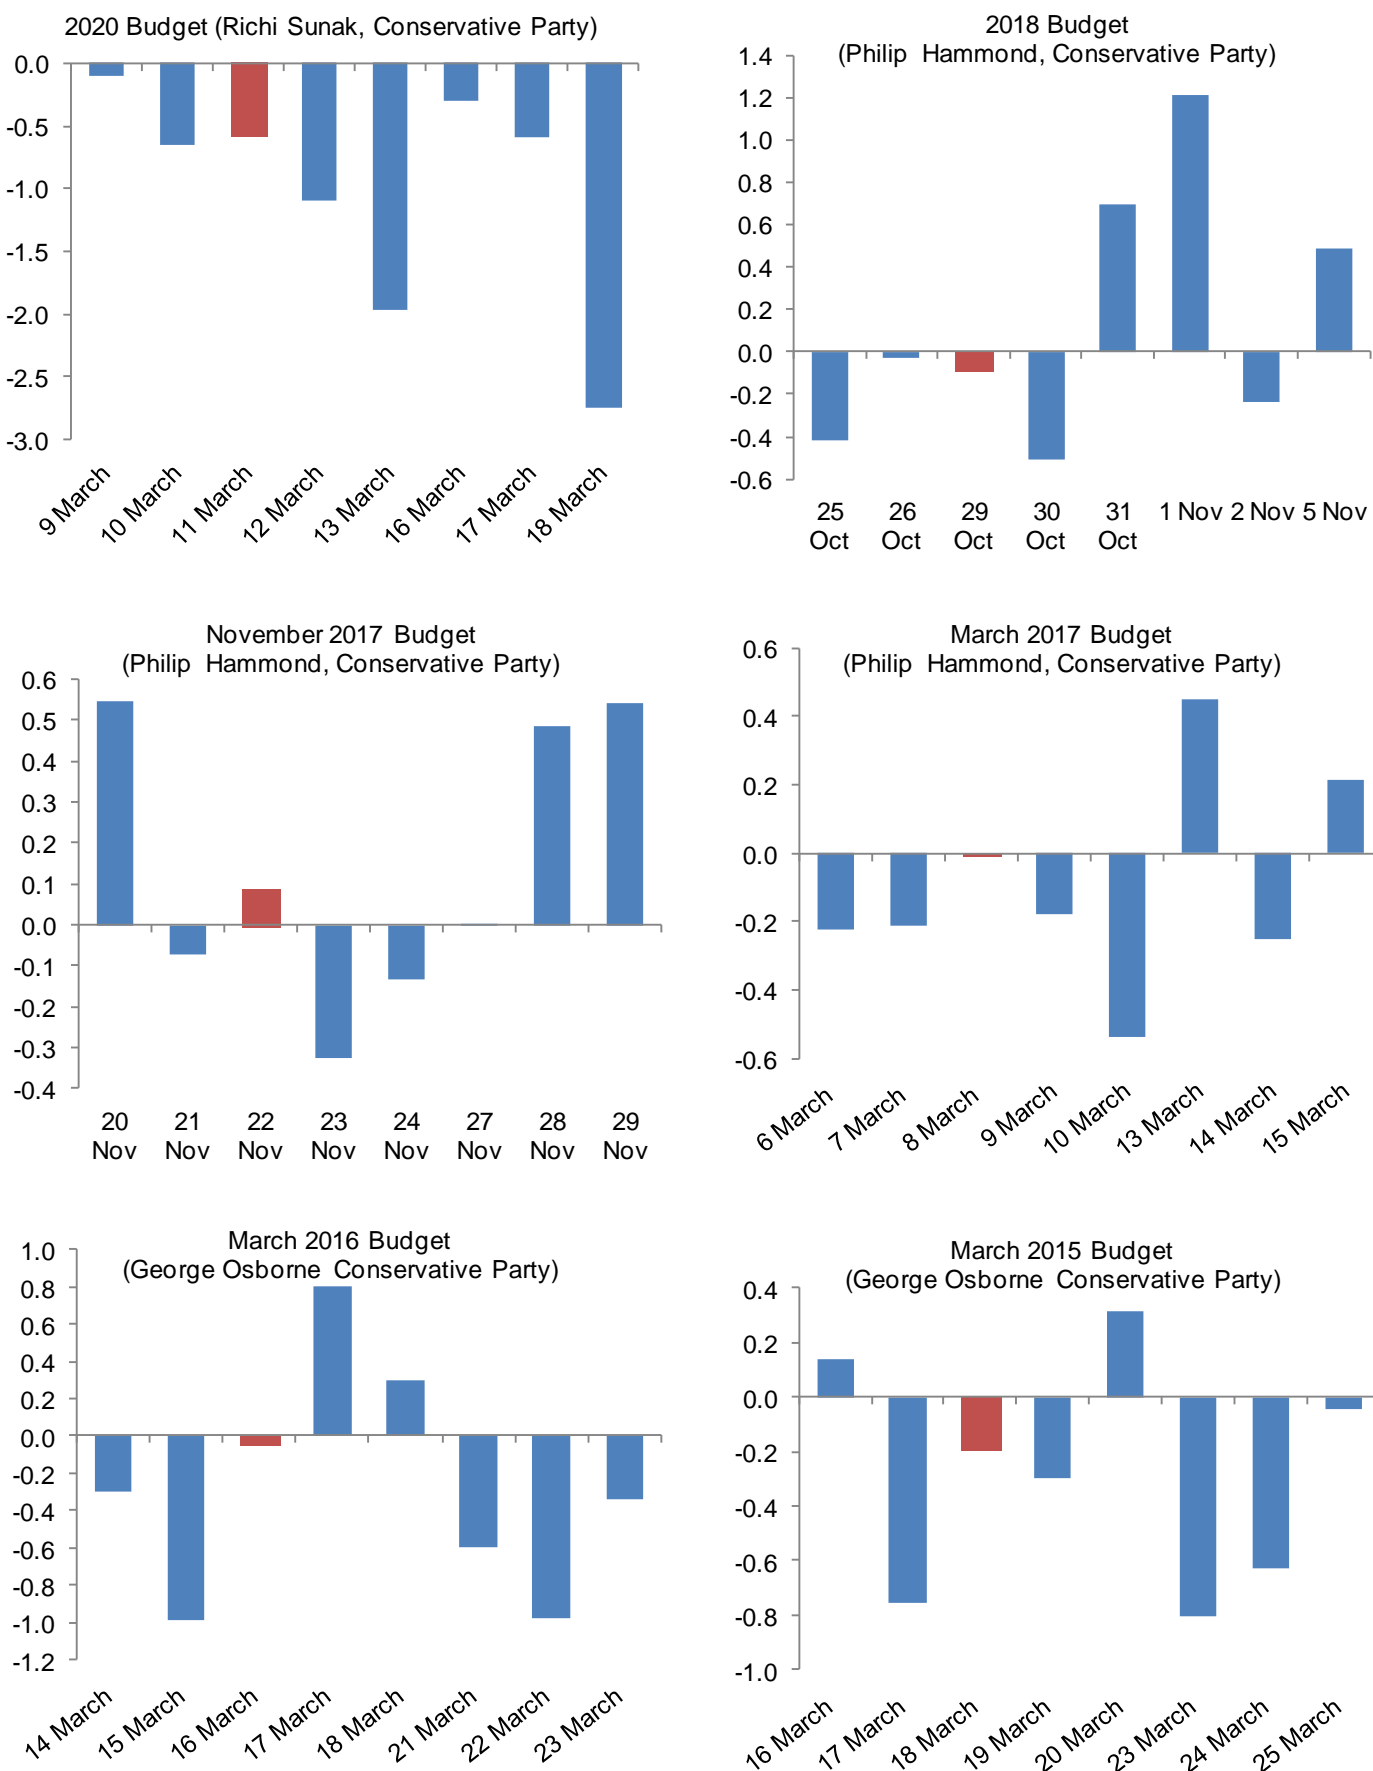 2020 Budget (Richi Sunak, Conservative Party)
0.0
-0.5
-1.0
-1.5
-2.0
-2.5
-3.0
9 March
10 March
11 March
12 March
13 March
16 March
17 March
18 March
2018 Budget
(Philip Hammond, Conservative Party)
1.4
1.2
1.0
0.8
0.6
0.4
0.2
0.0
-0.2
-0.4
-0.6
25 26 29 30 31 1 Nov 2 Nov 5 Nov
Oct Oct Oct Oct Oct
November 2017 Budget
(Philip Hammond, Conservative Party)
0.6
0.5
0.4
0.3
0.2
0.1
0.0
-0.1
-0.2
-0.3
-0.4
20 21 22 23 24 27 28 29
Nov Nov Nov Nov Nov Nov Nov Nov
March 2017 Budget
(Philip Hammond, Conservative Party)
0.6
0.4
0.2
0.0
-0.2
-0.4
-0.6
6 March
7 March
8 March
9 March
10 March
13 March
14 March
15 March
March 2016 Budget
(George Osborne Conservative Party)
1.0
0.8
0.6
0.4
0.2
0.0
-0.2
-0.4
-0.6
-0.8
-1.0
-1.2
14 March
15 March
16 March
17 March
18 March
21 March
22 March
23 March
March 2015 Budget
(George Osborne Conservative Party)
0.4
0.2
0.0
-0.2
-0.4
-0.6
-0.8
-1.0
16 March
17 March
18 March
19 March
20 March
23 March
24 March
25 March